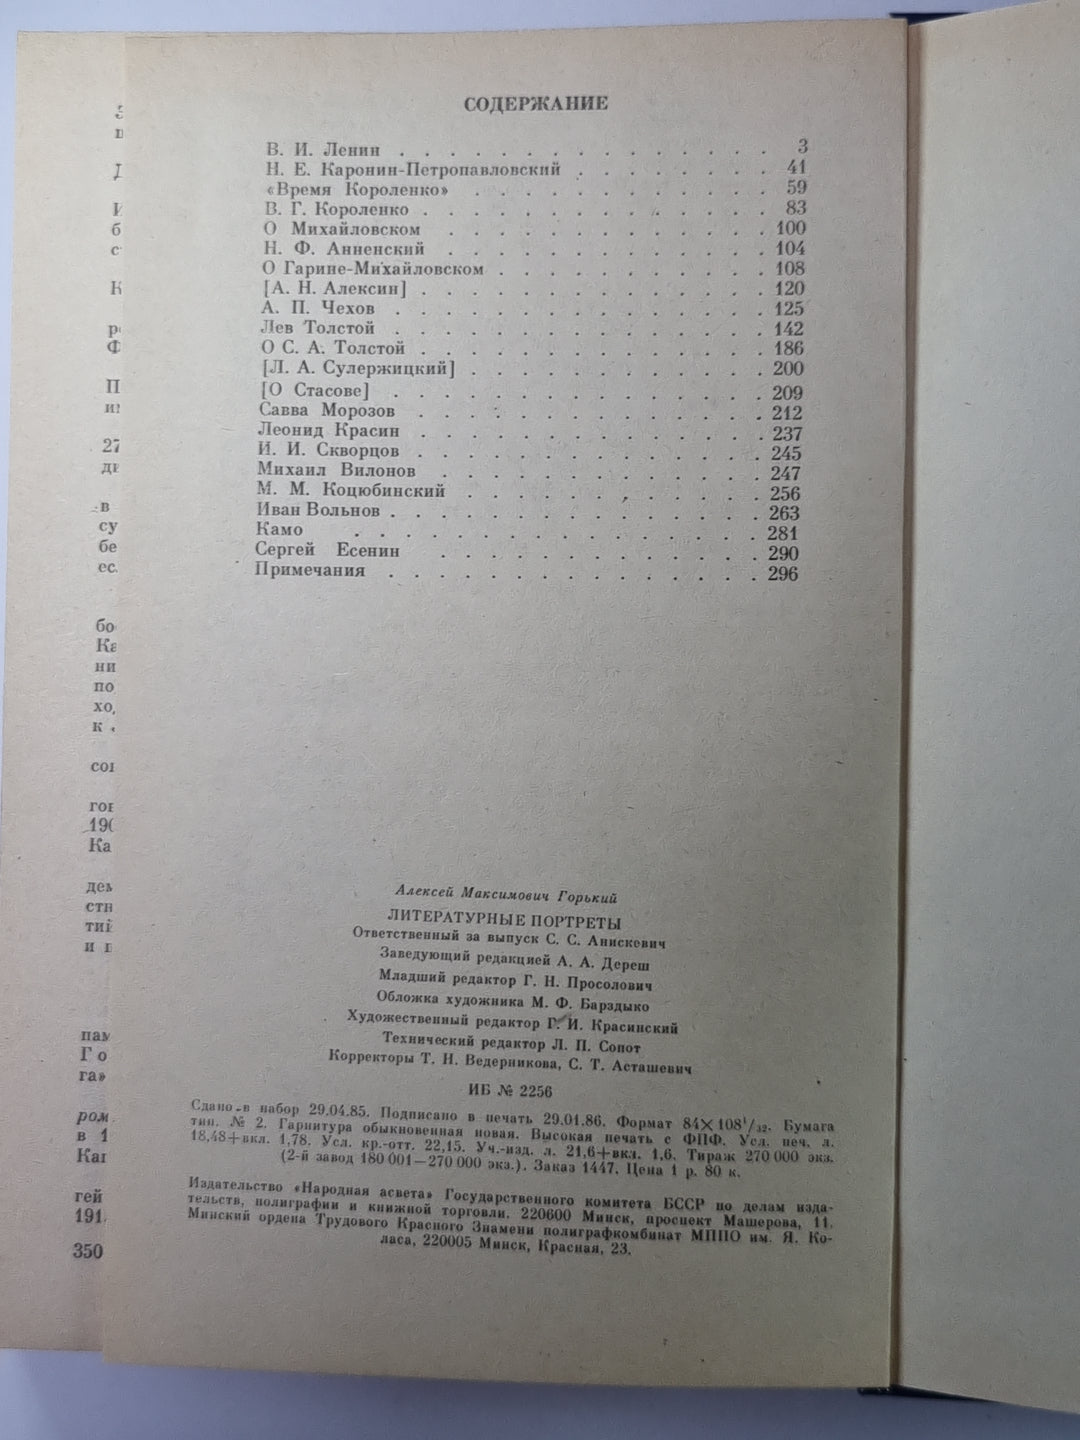 СОДЕРЖАНИЕ
В. И. Ленин . . . . . . . . . . . . . . . 3
Н. Е. Каронин-Петропавловский . . . . . . . . 41
«Время Короленко» . . . . . . . . . . . . 59
В. Г. Короленко . . . . . . . . . . . . . . 83
О Михайловском . . . . . . . . . . . . . 100
Н. Ф. Анненский . . . . . . . . . . . . . 104
О Гарине-Михайловском . . . . . . . . . . . 108
[А. Н. Алексин] . . . . . . . . . . . . . . 120
А. П. Чехов . . . . . . . . . . . . . . . 125
Лев Толстой . . . . . . . . . . . . . . . 142
О С. А. Толстой . . . . . . . . . . . . . . 186
[Л. А. Сулержицкий] . . . . . . . . . . . . 200
[О Стасове] . . . . . . . . . . . . . . . 209
Савва Морозов . . . . . . . . . . . . . . 212
Леонид Красин . . . . . . . . . . . . . . 237
И. И. Скворцов . . . . . . . . . . . . . . 245
Михаил Вилонов . . . . . . . . . . . . . 247
М. М. Коцюбинский . . . . . . . . . . . . 256
Иван Вольнов . . . . . . . . . . . . . . . 263
Камо . . . . . . . . . . . . . . . . 281
Сергей Есенин . . . . . . . . . . . . . 290
Примечания . . . . . . . . . . . . . . . 296
Алексей Максимович Горький
ЛИТЕРАТУРНЫЕ ПОРТРЕТЫ
Ответственный за выпуск С. С. Анискевич
Заведующий редакцией А. А. Дереш
Младший редактор Г. Н. Просолович
Обложка художника М. Ф. Барздыко
Художественный редактор Г. И. Красинский
Технический редактор Л. П. Сопот
Корректоры Т. Н. Ведерникова, С. Т. Асташевич
ИБ № 2256
Сдано в набор 29.04.85. Подписано в печать 29.01.86. Формат 84×108¹/₃₂. Бумага
тип. № 2. Гарнитура обыкновенная новая. Высокая печать с ФПФ. Усл. печ. л.
18,48+вкл. 1,78. Усл. кр.-отт. 22,15. Уч.-изд. л. 21,6+вкл. 1,6. Тираж 270 000 экз.
(2-й завод 180 001—270 000 экз.). Заказ 1447. Цена 1 р. 80 к.
Издательство «Народная асвета» Государственного комитета БССР по делам изда-
тельств, полиграфии и книжной торговли. 220600 Минск, проспект Машерова, 11.
Минский ордена Трудового Красного Знамени полиграфкомбинат МППО им. Я. Ко-
ласа, 220005 Минск, Красная, 23.
350